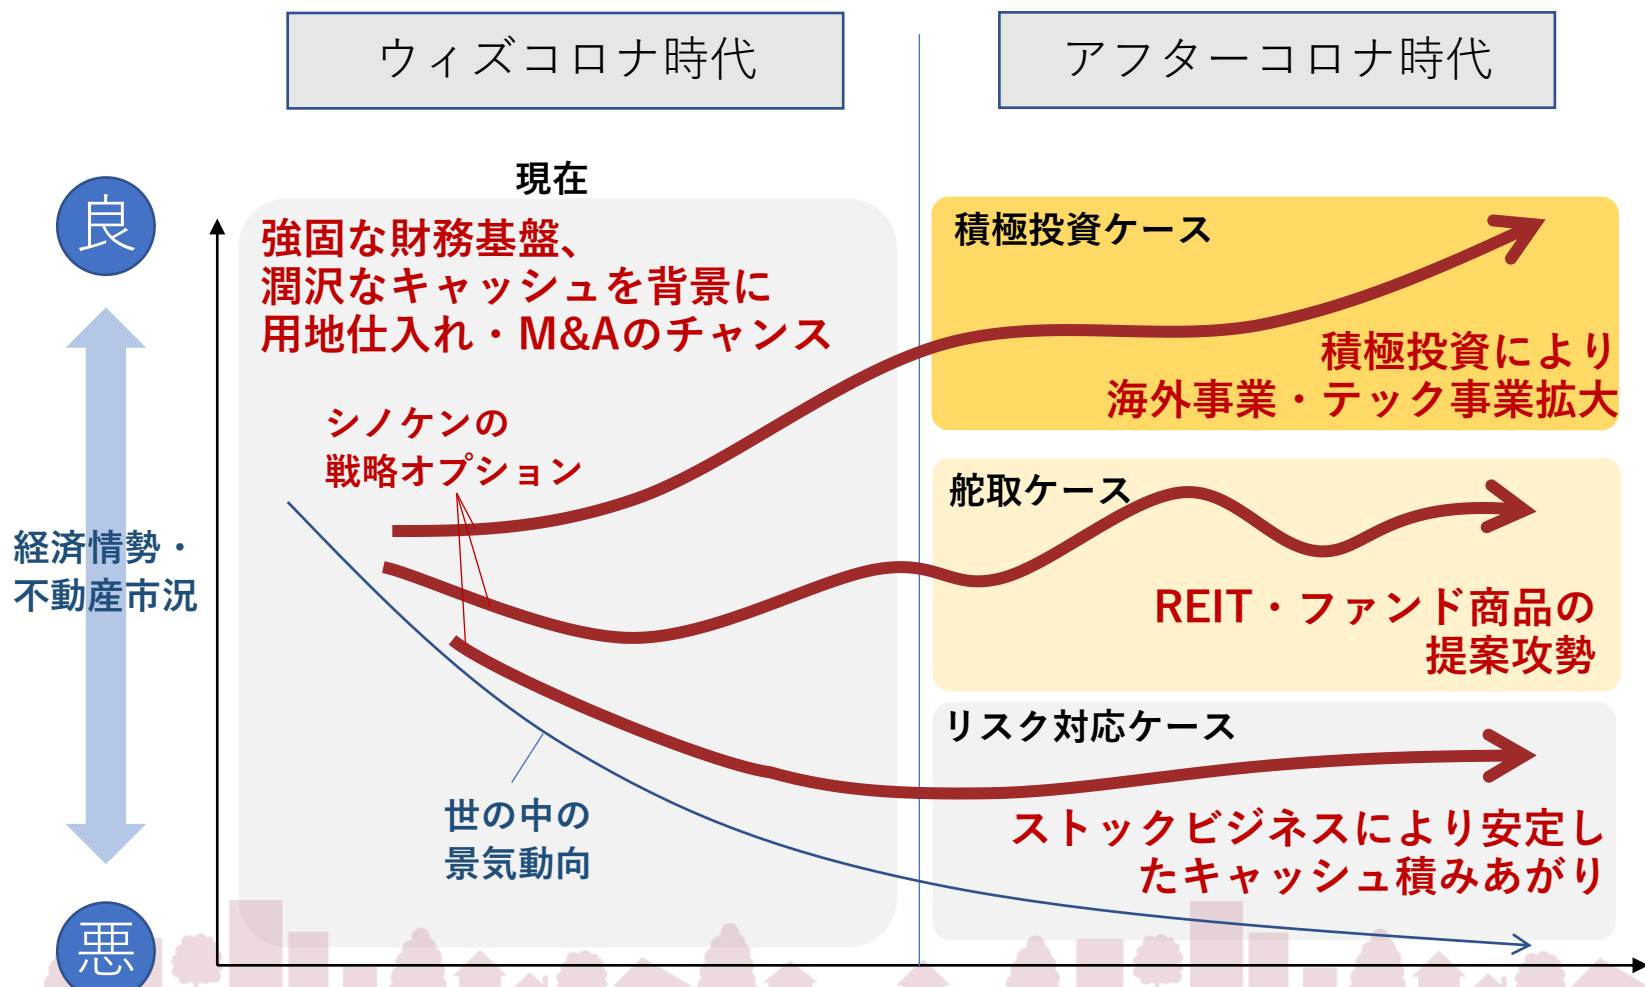 ウィズコロナ時代
アフターコロナ時代
現在
良
強固な財務基盤、
潤沢なキャッシュを背景に
用地仕入れ・M&Aのチャンス
積極投資ケース
積極投資により
海外事業・テック事業拡大
シノケンの
戦略オプション
舵取ケース
経済情勢・
不動産市況
REIT・ファンド商品の
提案攻勢
リスク対応ケース
世の中の
景気動向
ストックビジネスにより安定し
たキャッシュ積みあがり
悪